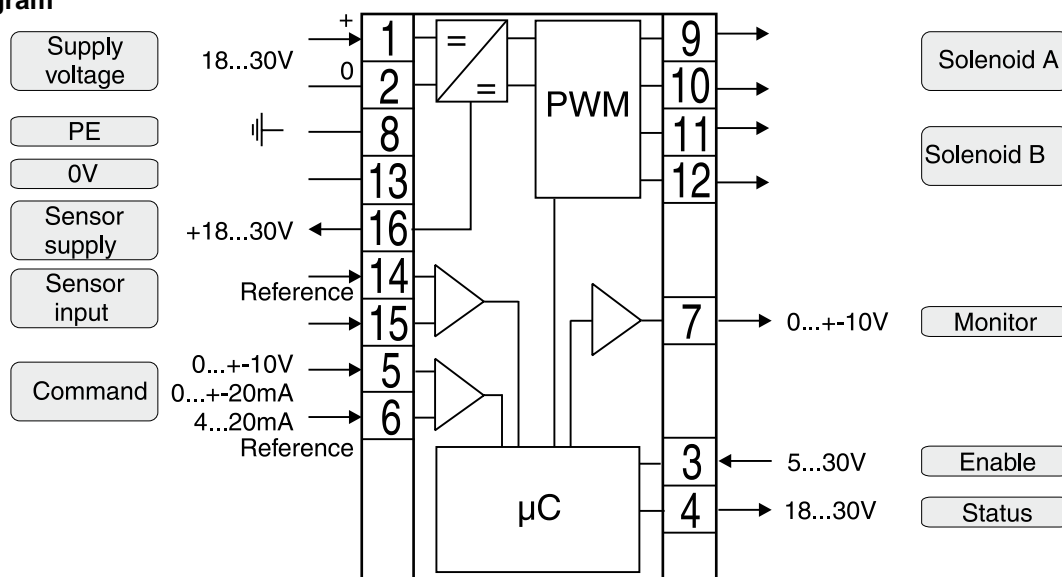 gram
Supply
voltage
18...30V
+
0
1
2
=
=
PWM
9
10
11
12
Solenoid A
Solenoid B
PE
8
0V
13
Sensor
supply
+18...30V
16
Sensor
input
Reference
14
15
Command
0...+-10V
0...+-20mA
4...20mA
Reference
5
6
7
0...+-10V
Monitor
µC
3
5...30V
Enable
4
18...30V
Status